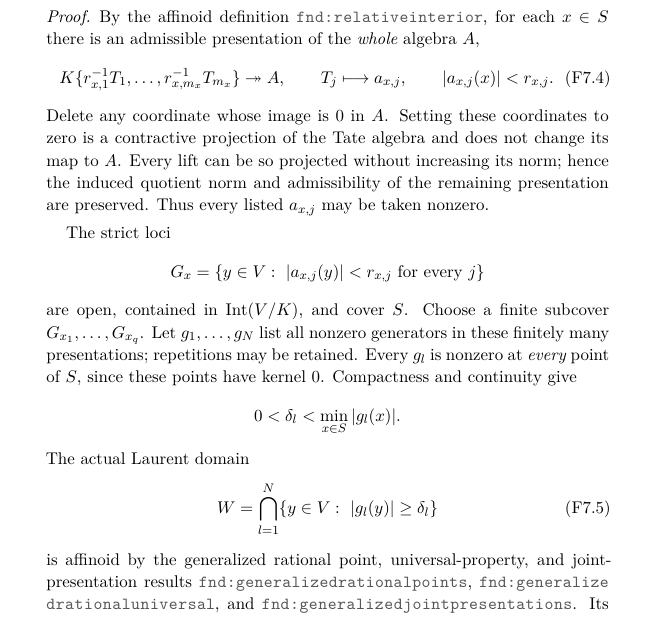 Proof. By the affinoid definition fnd:relativeinterior, for each x ∈ S
there is an admissible presentation of the whole algebra A,
K{r_{x,1}^{-1}T_1, . . . , r_{x,m_x}^{-1}T_{m_x}} ↠ A, T_j ⟼ a_{x,j}, |a_{x,j}(x)| < r_{x,j}. (F7.4)
Delete any coordinate whose image is 0 in A. Setting these coordinates to
zero is a contractive projection of the Tate algebra and does not change its
map to A. Every lift can be so projected without increasing its norm; hence
the induced quotient norm and admissibility of the remaining presentation
are preserved. Thus every listed a_{x,j} may be taken nonzero.
The strict loci
G_x = {y ∈ V : |a_{x,j}(y)| < r_{x,j} for every j}
are open, contained in Int(V/K), and cover S. Choose a finite subcover
G_{x_1}, . . . , G_{x_q}. Let g_1, . . . , g_N list all nonzero generators in these finitely many
presentations; repetitions may be retained. Every g_l is nonzero at every point
of S, since these points have kernel 0. Compactness and continuity give
0 < δ_l < min_{x∈S} |g_l(x)|.
The actual Laurent domain
W = ⋂_{l=1}^{N} {y ∈ V : |g_l(y)| ≥ δ_l} (F7.5)
is affinoid by the generalized rational point, universal-property, and joint-
presentation results fnd:generalizedrationalpoints, fnd:generalize
drationaluniversal, and fnd:generalizedjointpresentations. Its